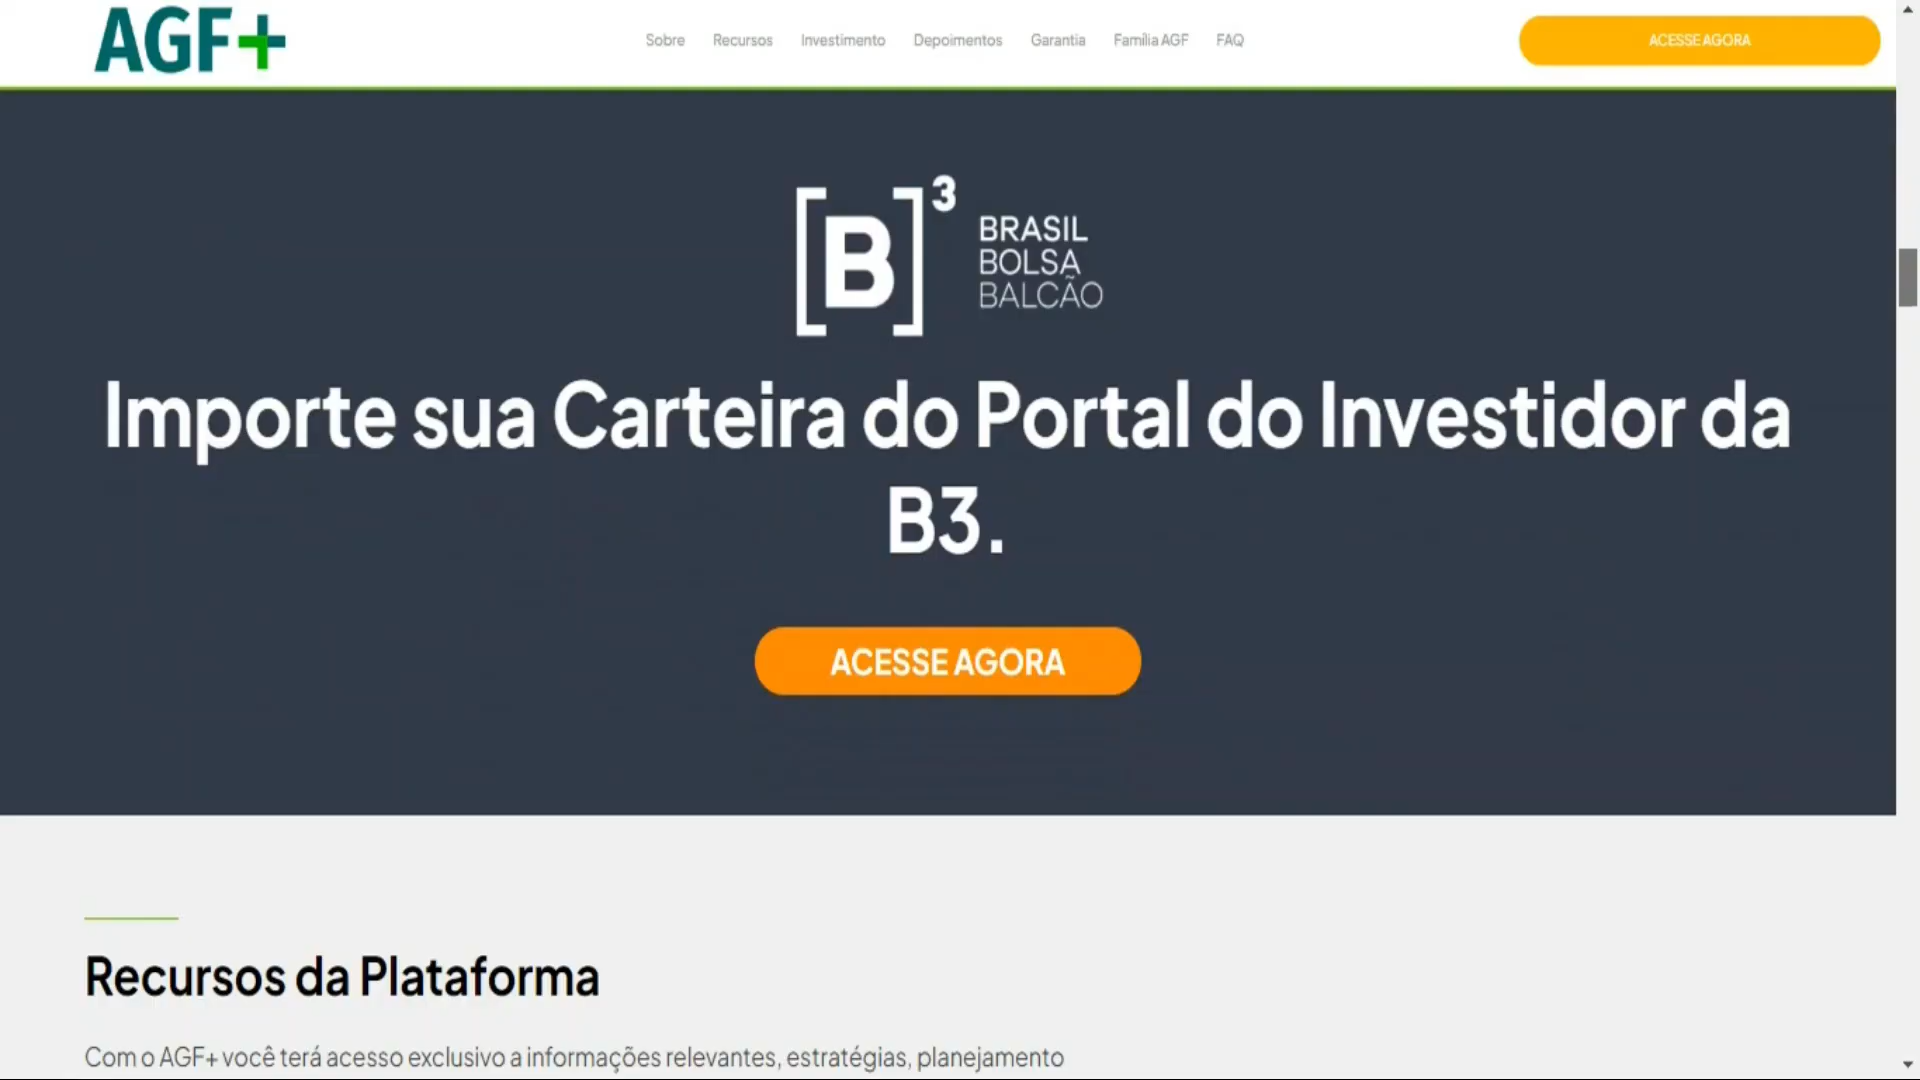 AGF+
Sobre Recursos Investimento Depoimentos Garantia Família AGF FAQ
ACESSE AGORA
[B]³
BRASIL
BOLSA
BALCÃO
Importe sua Carteira do Portal do Investidor da
B3.
ACESSE AGORA
Recursos da Plataforma
Com o AGF+ você terá acesso exclusivo a informações relevantes, estratégias, planejamento